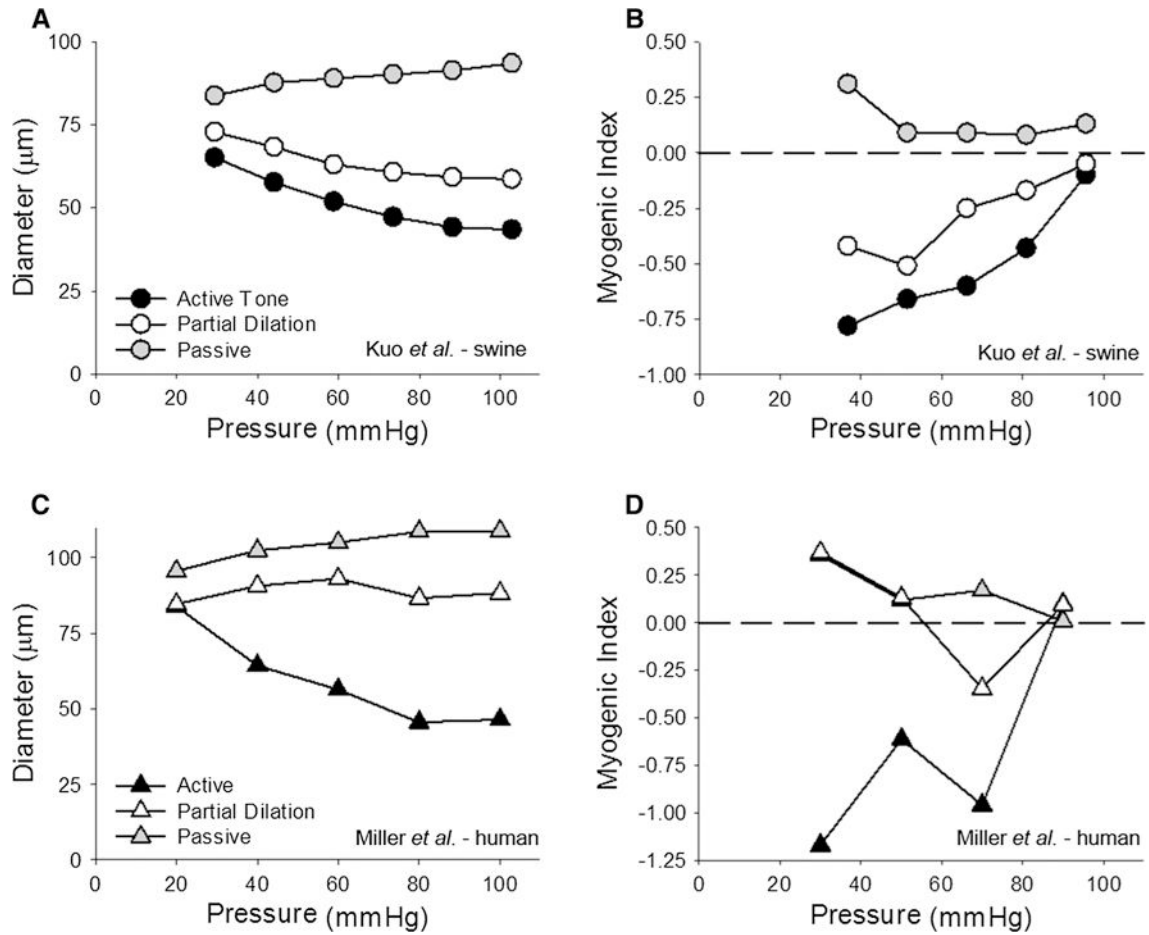 A
100
75
50
25
0
Diameter (μm)
Active Tone
Partial Dilation
Passive
Kuo et al. - swine
0 20 40 60 80 100
Pressure (mmHg)
B
0.50
0.25
0.00
-0.25
-0.50
-0.75
-1.00
Myogenic Index
Kuo et al. - swine
0 20 40 60 80 100
Pressure (mmHg)
C
100
75
50
25
0
Diameter (μm)
Active
Partial Dilation
Passive
Miller et al. - human
0 20 40 60 80 100
Pressure (mmHg)
D
0.50
0.25
0.00
-0.25
-0.50
-0.75
-1.00
-1.25
Myogenic Index
Miller et al. - human
0 20 40 60 80 100
Pressure (mmHg)